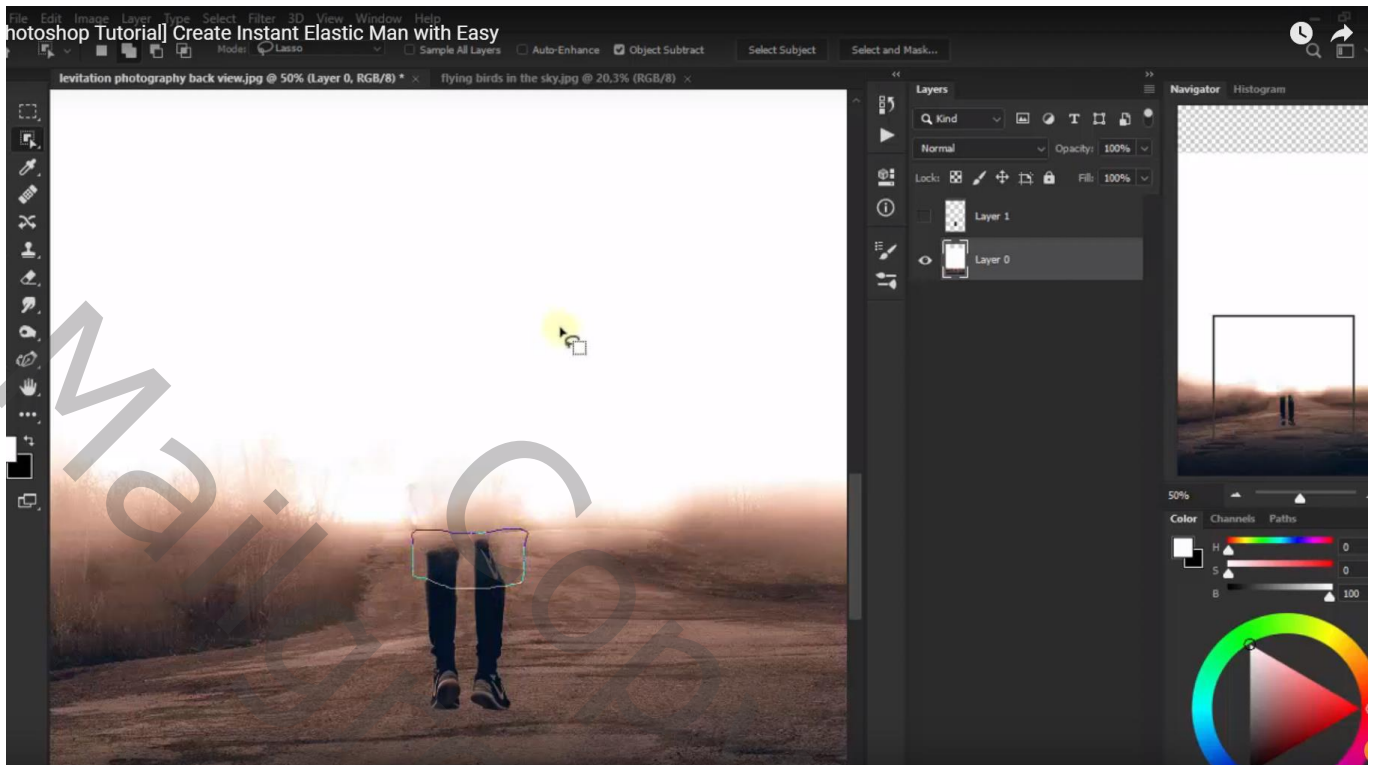 File Edit Image Layer Type Select Filter 3D View Window Help
hotoshop Tutorial] Create Instant Elastic Man with Easy
Mode: Lasso Sample All Layers Auto-Enhance Object Subtract Select Subject Select and Mask...
levitation photography back view.jpg @ 50% (Layer 0, RGB/8) * × flying birds in the sky.jpg @ 20,3% (RGB/8) ×
Layers
Navigator Histogram
Kind
Normal Opacity: 100%
Lock: Fill: 100%
Layer 1
Layer 0
50%
Color Channels Paths
H 0
S 0
B 100